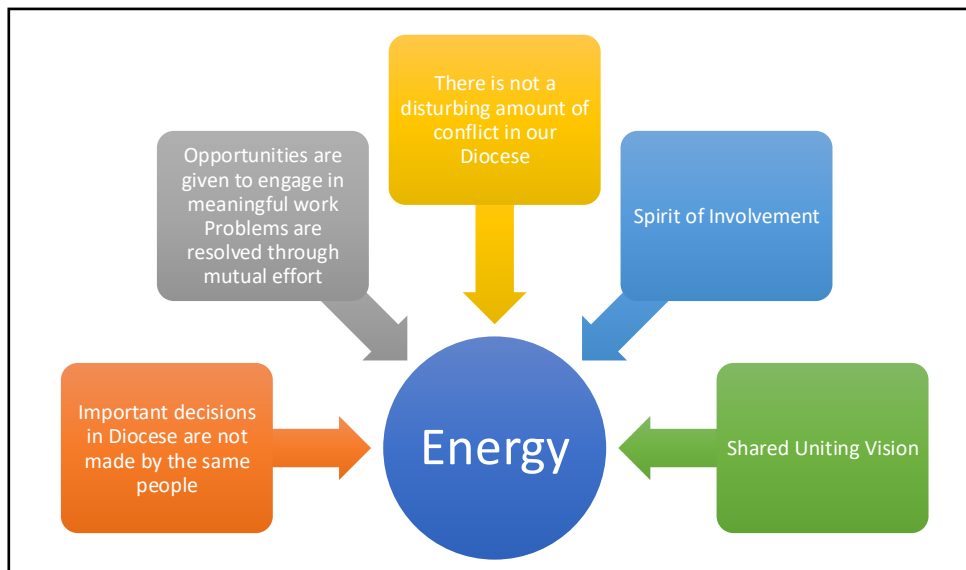 There is not a
disturbing amount of
conflict in our
Diocese
Opportunities are
given to engage in
meaningful work
Problems are
resolved through
mutual effort
Spirit of Involvement
Important decisions
in Diocese are not
made by the same
people
Energy
Shared Uniting Vision